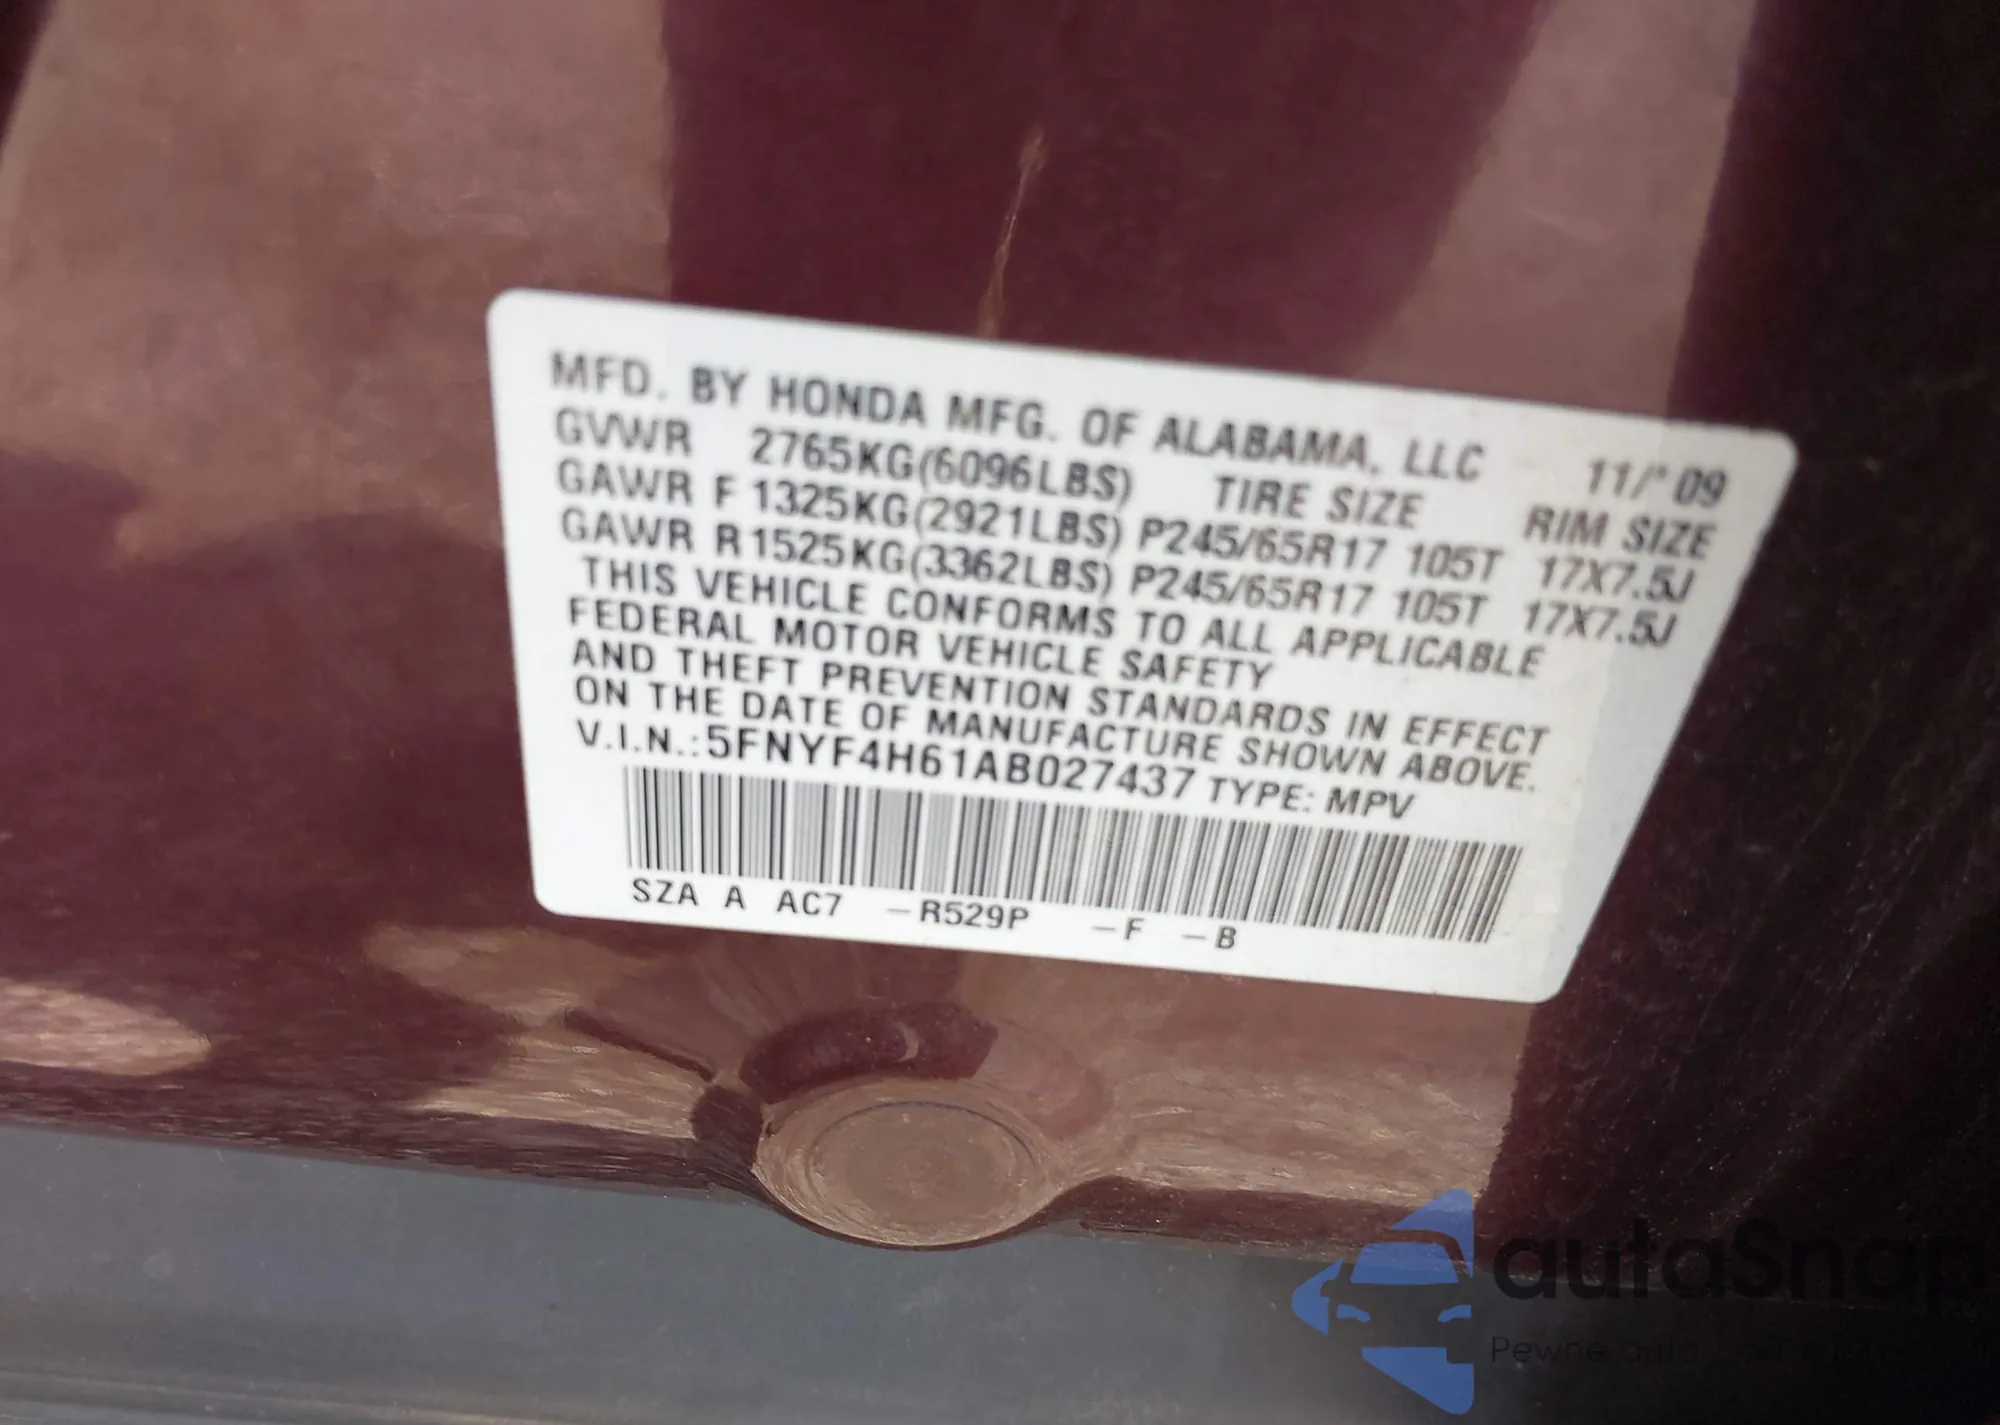 MFD. BY HONDA MFG. OF ALABAMA, LLC 11/'09
GVWR 2765KG(6096LBS) TIRE SIZE RIM SIZE
GAWR F 1325KG(2921LBS) P245/65R17 105T 17X7.5J
GAWR R1525KG(3362LBS) P245/65R17 105T 17X7.5J
THIS VEHICLE CONFORMS TO ALL APPLICABLE
FEDERAL MOTOR VEHICLE SAFETY
AND THEFT PREVENTION STANDARDS IN EFFECT
ON THE DATE OF MANUFACTURE SHOWN ABOVE.
V.I.N.:5FNYF4H61AB027437 TYPE: MPV
SZA A AC7 -R529P -F -B
autoSnap
Pewne auto